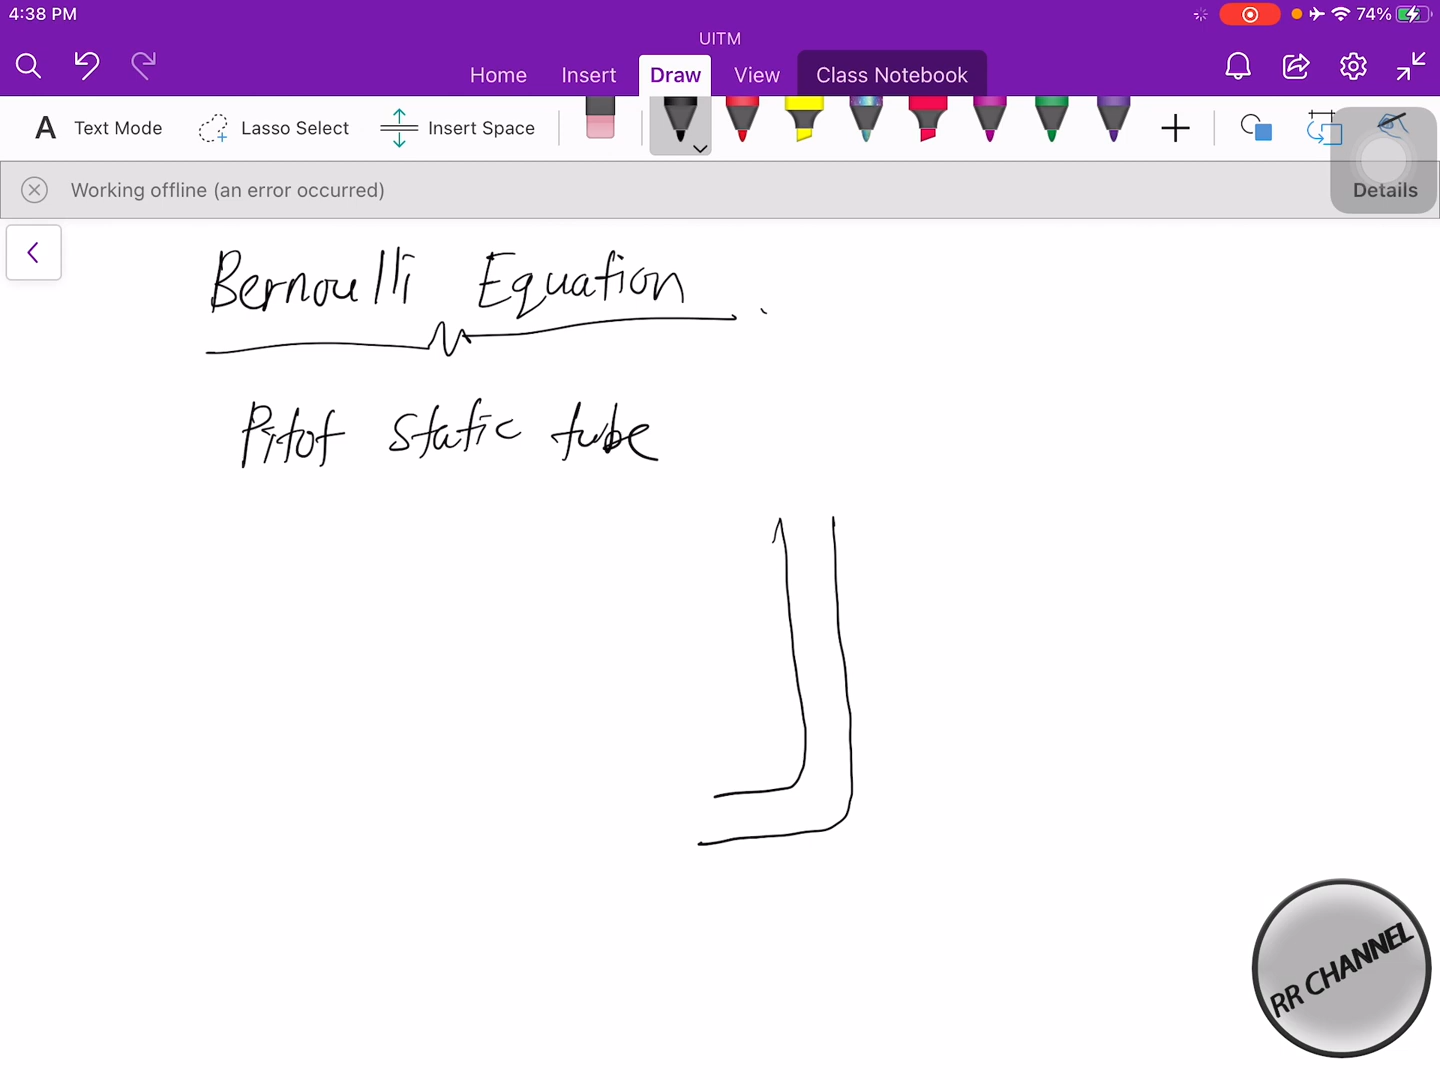 4:38 PM
74%
UITM
Home Insert Draw View Class Notebook
A Text Mode Lasso Select Insert Space
Working offline (an error occurred) Details
Bernoulli Equation
Pitot static tube
RR CHANNEL